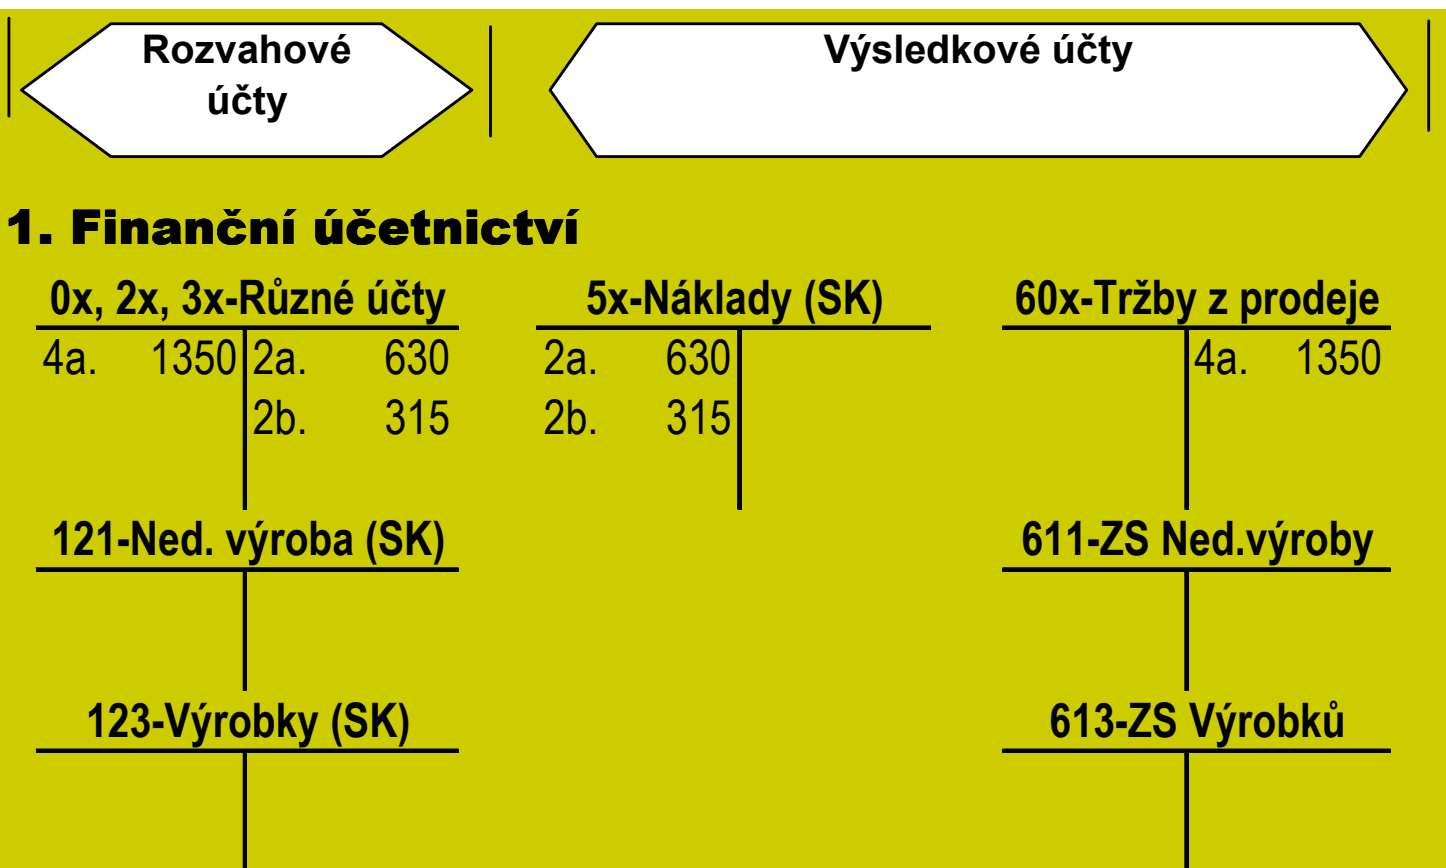 Rozvahové
účty
Výsledkové účty
1. Finanční účetnictví
0x, 2x, 3x-Různé účty
4a. 1350 2a. 630
2b. 315
5x-Náklady (SK)
2a. 630
2b. 315
60x-Tržby z prodeje
4a. 1350
121-Ned. výroba (SK)
611-ZS Ned.výroby
123-Výrobky (SK)
613-ZS Výrobků